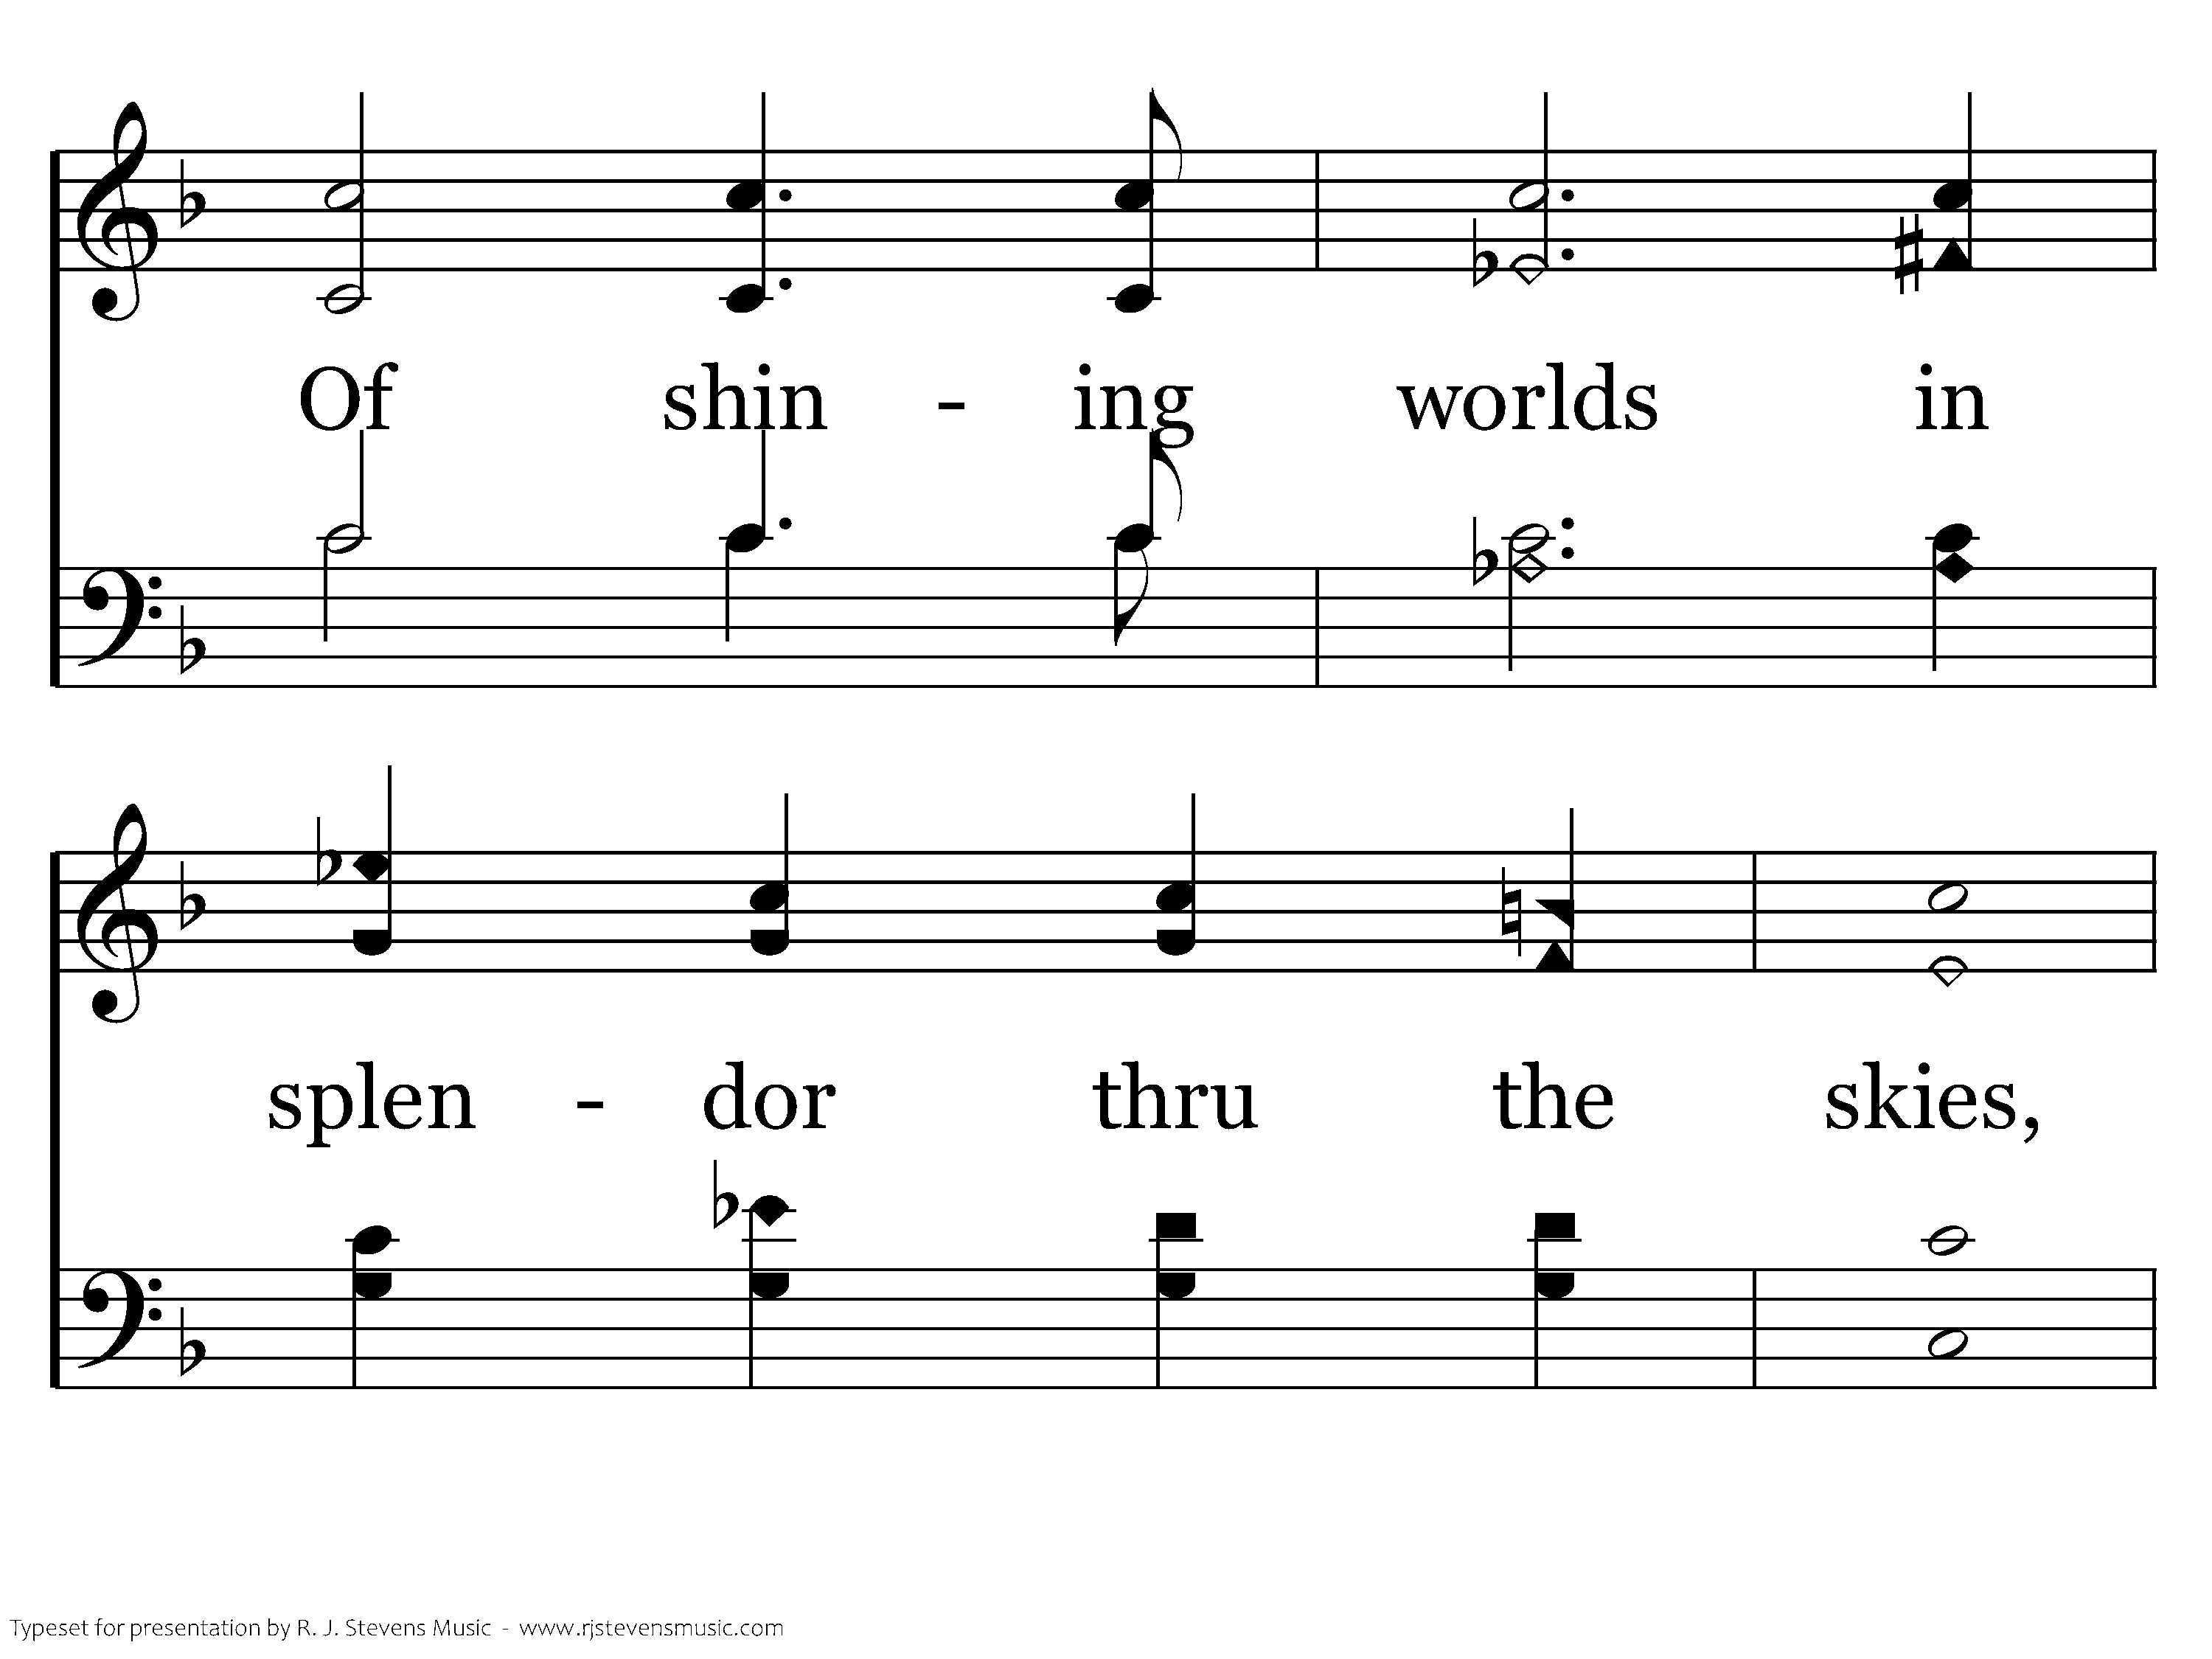 Of shin - ing worlds in
splen - dor thru the skies,
Typeset for presentation by R. J. Stevens Music - www.rjstevensmusic.com